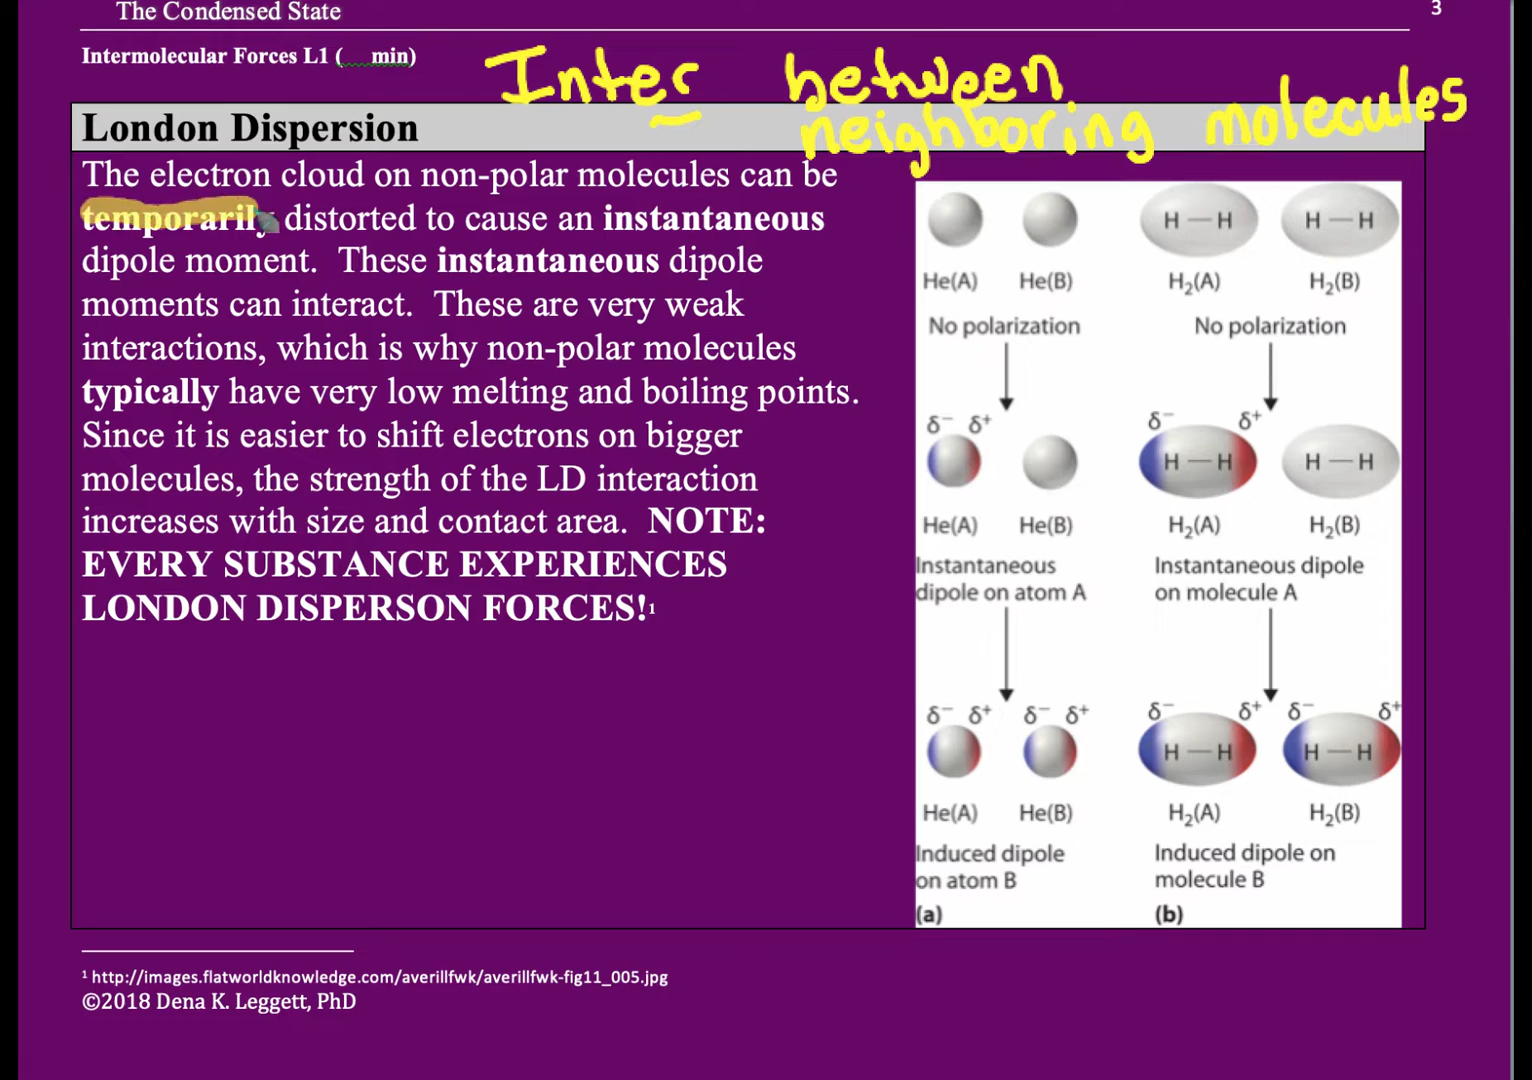 The Condensed State
3
Intermolecular Forces L1 (___min)
Inter between
neighboring molecules
London Dispersion
The electron cloud on non-polar molecules can be
temporarily distorted to cause an instantaneous
dipole moment. These instantaneous dipole
moments can interact. These are very weak
interactions, which is why non-polar molecules
typically have very low melting and boiling points.
Since it is easier to shift electrons on bigger
molecules, the strength of the LD interaction
increases with size and contact area. NOTE:
EVERY SUBSTANCE EXPERIENCES
LONDON DISPERSON FORCES!¹
H—H H—H
He(A) He(B) H₂(A) H₂(B)
No polarization No polarization
δ⁻ δ⁺ δ⁻ δ⁺
H—H H—H
He(A) He(B) H₂(A) H₂(B)
Instantaneous
dipole on atom A
Instantaneous dipole
on molecule A
δ⁻ δ⁺ δ⁻ δ⁺ δ⁻ δ⁺ δ⁻ δ⁺
H—H H—H
He(A) He(B) H₂(A) H₂(B)
Induced dipole
on atom B
(a)
Induced dipole on
molecule B
(b)
¹ http://images.flatworldknowledge.com/averillfwk/averillfwk-fig11_005.jpg
©2018 Dena K. Leggett, PhD